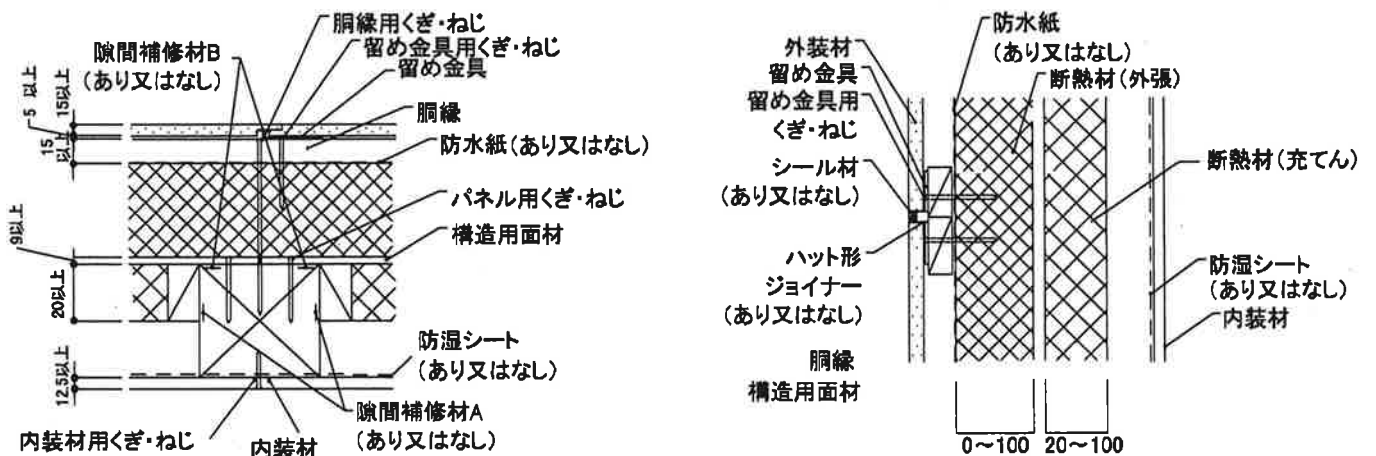 胴縁用くぎ・ねじ
留め金具用くぎ・ねじ
留め金具
隙間補修材B
(あり又はなし)
胴縁
防水紙(あり又はなし)
パネル用くぎ・ねじ
構造用面材
防湿シート
(あり又はなし)
隙間補修材A
(あり又はなし)
内装材用くぎ・ねじ
内装材
15以上
5 以上
15
以上
9以上
20以上
12.5以上
防水紙
(あり又はなし)
断熱材(外張)
外装材
留め金具
留め金具用
くぎ・ねじ
シール材
(あり又はなし)
ハット形
ジョイナー
(あり又はなし)
胴縁
構造用面材
断熱材(充てん)
防湿シート
(あり又はなし)
内装材
0~100
20~100